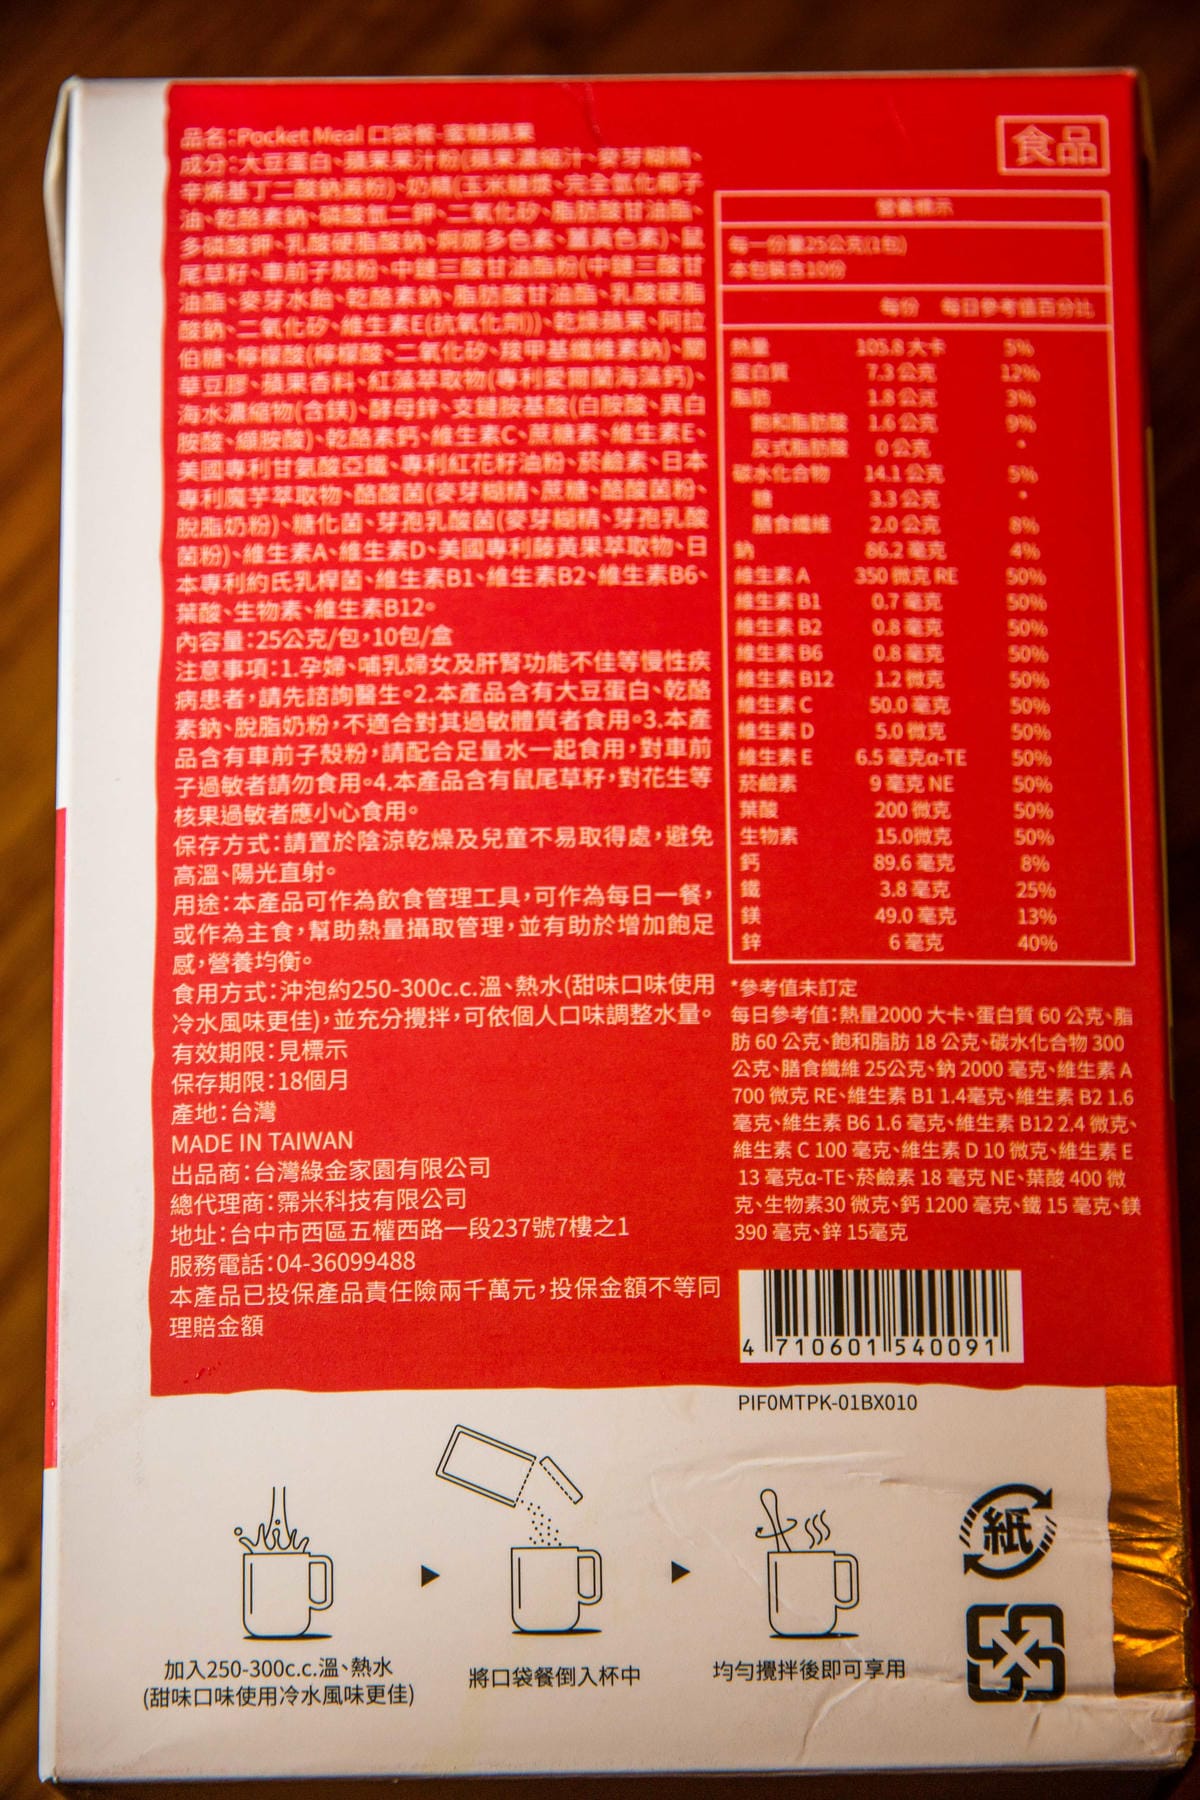 品名:Pocket Meal 口袋餐-蜜糖蘋果
成分:大豆蛋白、蘋果果汁粉(蘋果濃縮汁、麥芽糊精、
辛烯基丁二酸鈉澱粉)、奶精(玉米糖漿、完全氫化椰子
油、乾酪素鈉、磷酸氫二鉀、二氧化矽、脂肪酸甘油酯、
多磷酸鉀、乳酸硬脂酸鈉、婀娜多色素、薑黃色素)、鼠
尾草籽、車前子殼粉、中鏈三酸甘油酯粉(中鏈三酸甘
油酯、麥芽水飴、乾酪素鈉、脂肪酸甘油酯、乳酸硬脂
酸鈉、二氧化矽、維生素E(抗氧化劑))、乾燥蘋果、阿拉
伯糖、檸檬酸(檸檬酸、二氧化矽、羧甲基纖維素鈉)、關
華豆膠、蘋果香料、紅藻萃取物(專利愛爾蘭海藻鈣)、
海水濃縮物(含鎂)、酵母鋅、支鏈胺基酸(白胺酸、異白
胺酸、纈胺酸)、乾酪素鈣、維生素C、蔗糖素、維生素E、
美國專利甘氨酸亞鐵、專利紅花籽油粉、菸鹼素、日本
專利魔芋萃取物、酪酸菌(麥芽糊精、蔗糖、酪酸菌粉、
脫脂奶粉)、糖化菌、芽孢乳酸菌(麥芽糊精、芽孢乳酸
菌粉)、維生素A、維生素D、美國專利藤黃果萃取物、日
本專利約氏乳桿菌、維生素B1、維生素B2、維生素B6、
葉酸、生物素、維生素B12。
內容量:25公克/包,10包/盒
注意事項:1.孕婦、哺乳婦女及肝腎功能不佳等慢性疾
病患者,請先諮詢醫生。2.本產品含有大豆蛋白、乾酪
素鈉、脫脂奶粉,不適合對其過敏體質者食用。3.本產
品含有車前子殼粉,請配合足量水一起食用,對車前
子過敏者請勿食用。4.本產品含有鼠尾草籽,對花生等
核果過敏者應小心食用。
保存方式:請置於陰涼乾燥及兒童不易取得處,避免
高溫、陽光直射。
用途:本產品可作為飲食管理工具,可作為每日一餐,
或作為主食,幫助熱量攝取管理,並有助於增加飽足
感,營養均衡。
食用方式:沖泡約250-300c.c.溫、熱水(甜味口味使用
冷水風味更佳),並充分攪拌,可依個人口味調整水量。
有效期限:見標示
保存期限:18個月
產地:台灣
MADE IN TAIWAN
出品商:台灣綠金家園有限公司
總代理商:霈米科技有限公司
地址:台中市西區五權西路一段237號7樓之1
服務電話:04-36099488
本產品已投保產品責任險兩千萬元,投保金額不等同
理賠金額
食品
營養標示
每一份量25公克(1包)
本包裝含10份
每份 每日參考值百分比
熱量 105.8 大卡 5%
蛋白質 7.3 公克 12%
脂肪 1.8 公克 3%
飽和脂肪酸 1.6 公克 9%
反式脂肪酸 0 公克 *
碳水化合物 14.1 公克 5%
糖 3.3 公克 *
膳食纖維 2.0 公克 8%
鈉 86.2 毫克 4%
維生素 A 350 微克 RE 50%
維生素 B1 0.7 毫克 50%
維生素 B2 0.8 毫克 50%
維生素 B6 0.8 毫克 50%
維生素 B12 1.2 微克 50%
維生素 C 50.0 毫克 50%
維生素 D 5.0 微克 50%
維生素 E 6.5 毫克α-TE 50%
菸鹼素 9 毫克 NE 50%
葉酸 200 微克 50%
生物素 15.0微克 50%
鈣 89.6 毫克 8%
鐵 3.8 毫克 25%
鎂 49.0 毫克 13%
鋅 6 毫克 40%
*參考值未訂定
每日參考值:熱量2000 大卡、蛋白質 60 公克、脂
肪 60 公克、飽和脂肪 18 公克、碳水化合物 300
公克、膳食纖維 25公克、鈉 2000 毫克、維生素 A
700 微克 RE、維生素 B1 1.4毫克、維生素 B2 1.6
毫克、維生素 B6 1.6 毫克、維生素 B12 2.4 微克、
維生素 C 100 毫克、維生素 D 10 微克、維生素 E
13 毫克α-TE、菸鹼素 18 毫克 NE、葉酸 400 微
克、生物素30 微克、鈣 1200 毫克、鐵 15 毫克、鎂
390 毫克、鋅 15毫克
4 710601 540091
PIF0MTPK-01BX010
紙
加入250-300c.c.溫、熱水
(甜味口味使用冷水風味更佳)
將口袋餐倒入杯中
均勻攪拌後即可享用